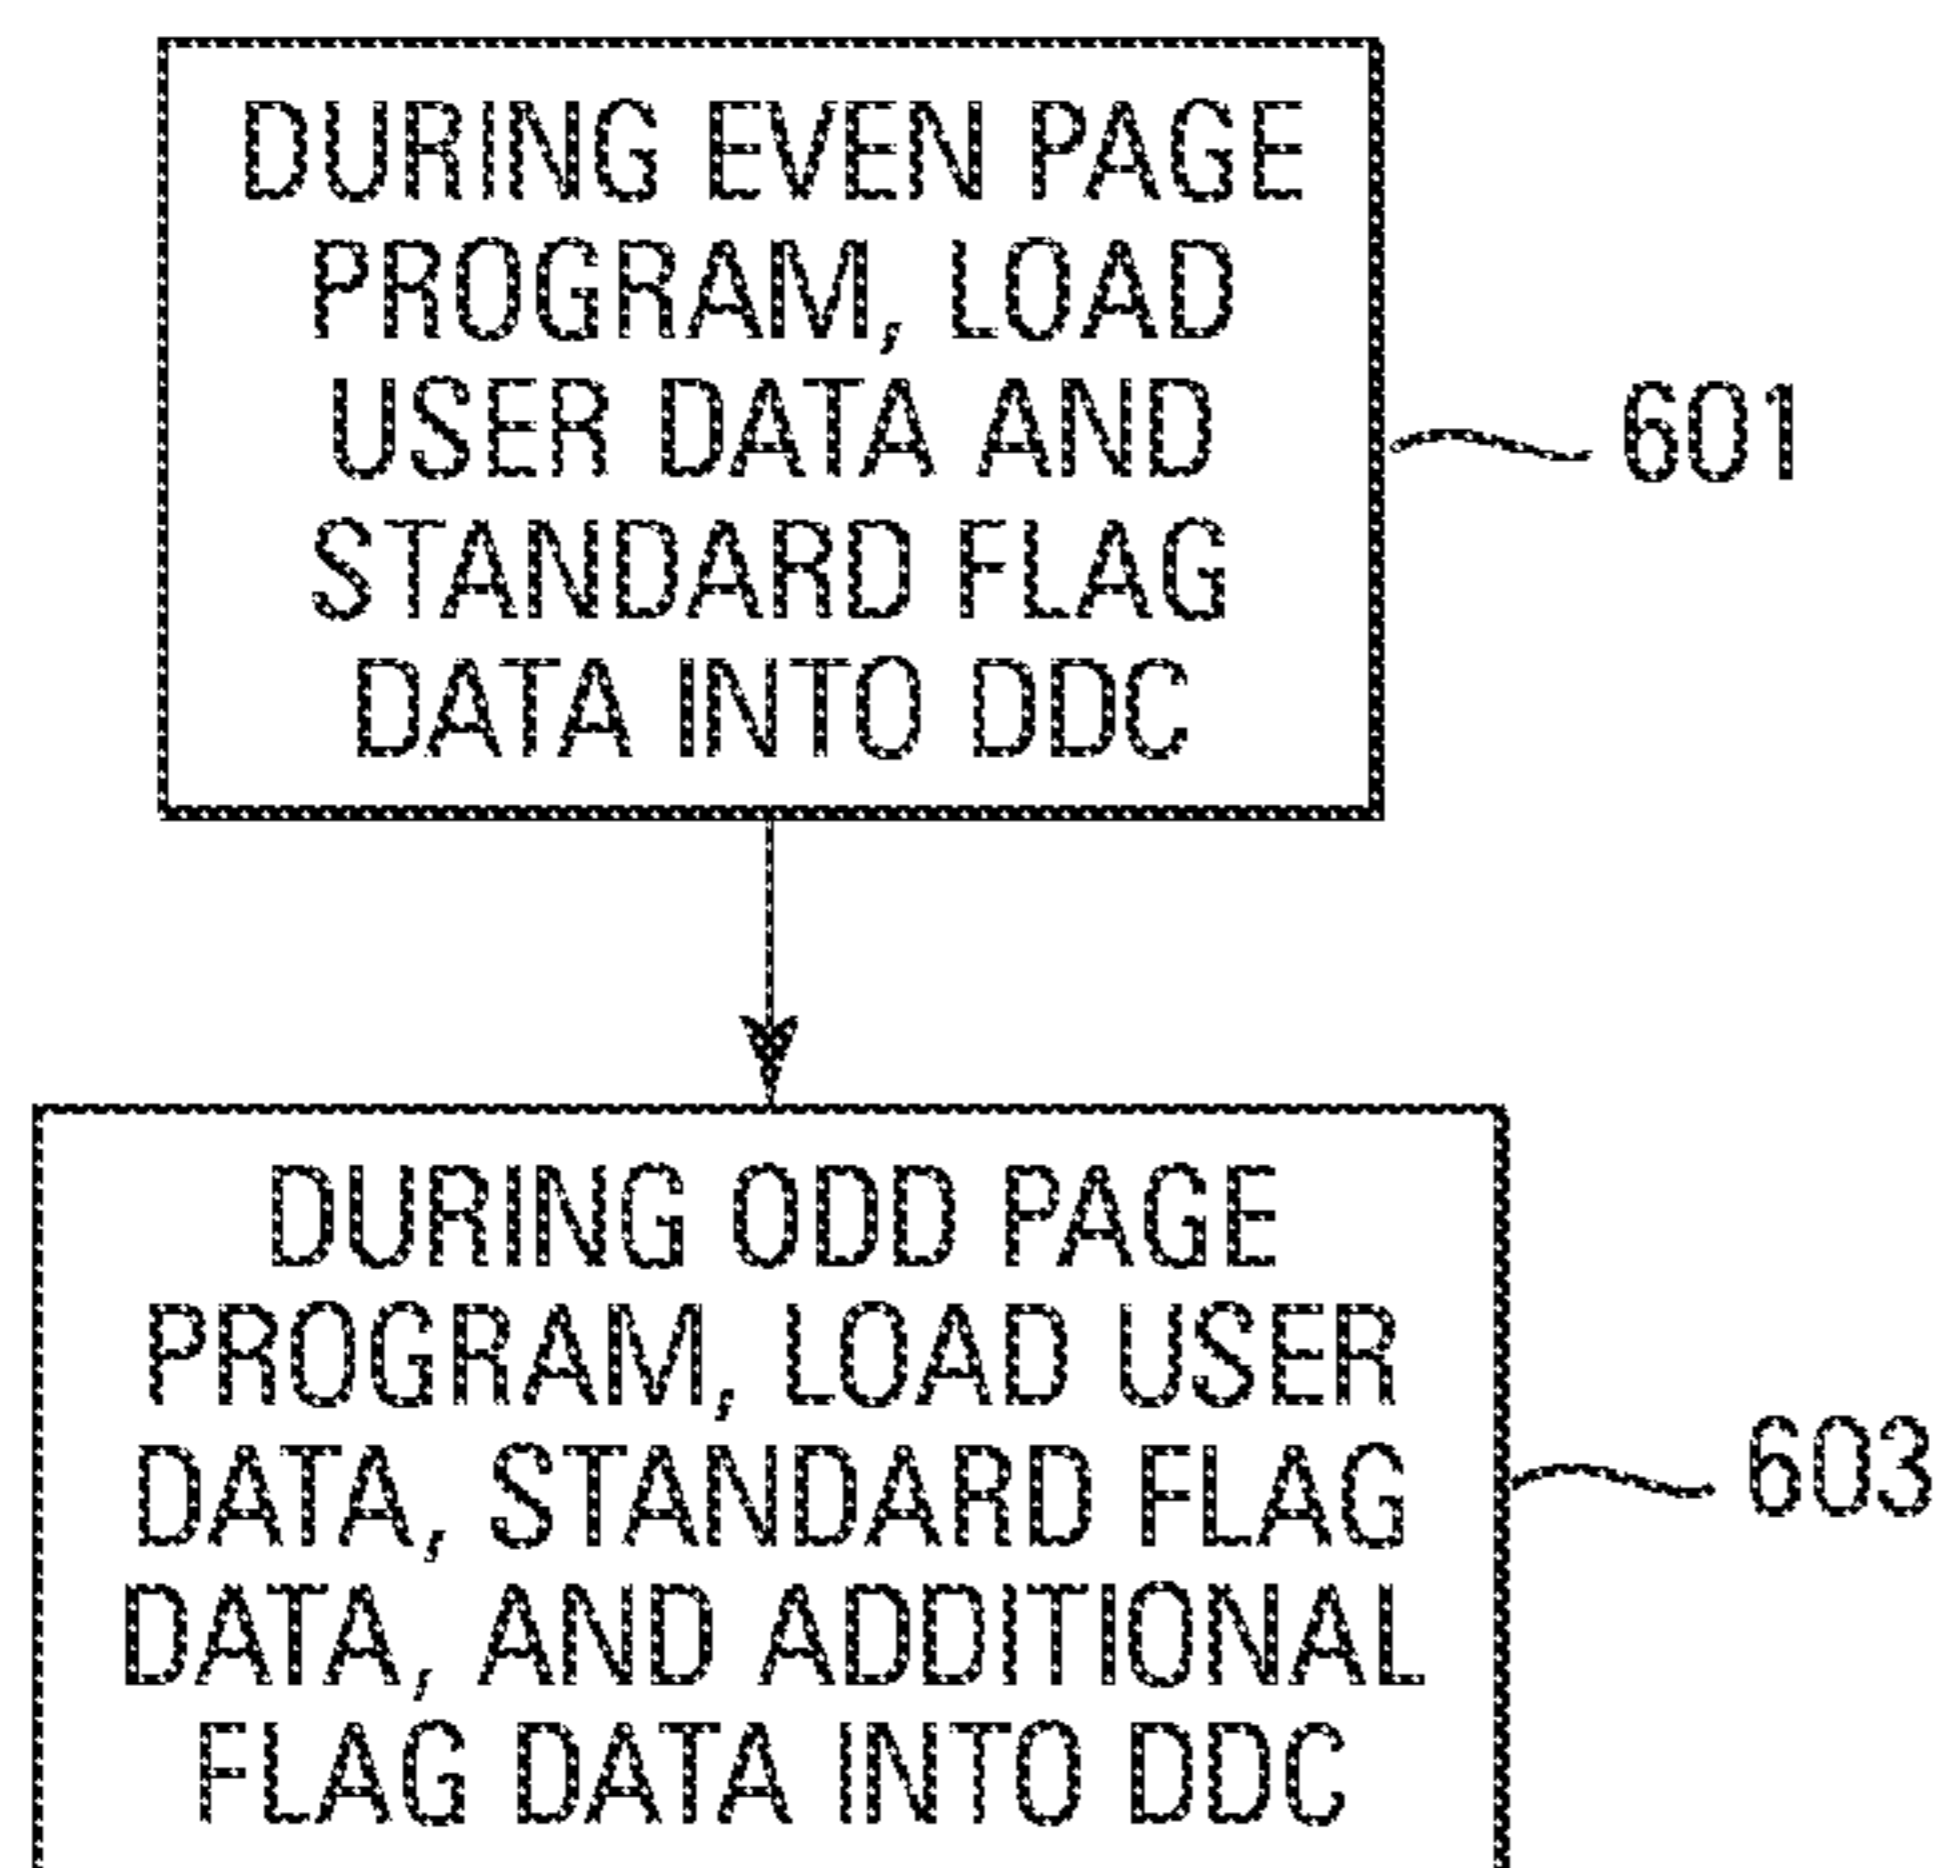 DURING EVEN PAGE
PROGRAM, LOAD
USER DATA AND
STANDARD FLAG
DATA INTO DDC
601
DURING ODD PAGE
PROGRAM, LOAD USER
DATA, STANDARD FLAG
DATA, AND ADDITIONAL
FLAG DATA INTO DDC
603